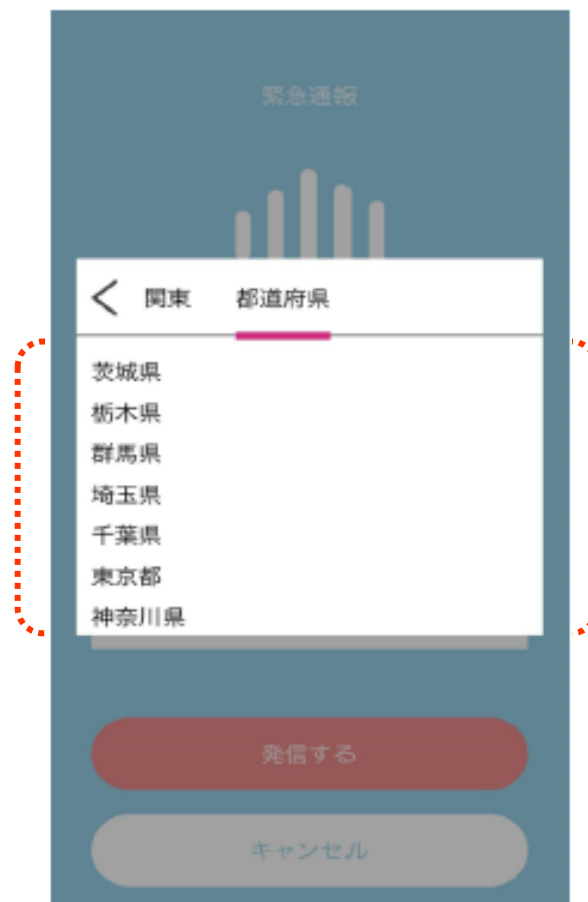 緊急通報
関東 都道府県
茨城県
栃木県
群馬県
埼玉県
千葉県
東京都
神奈川県
発信する
キャンセル